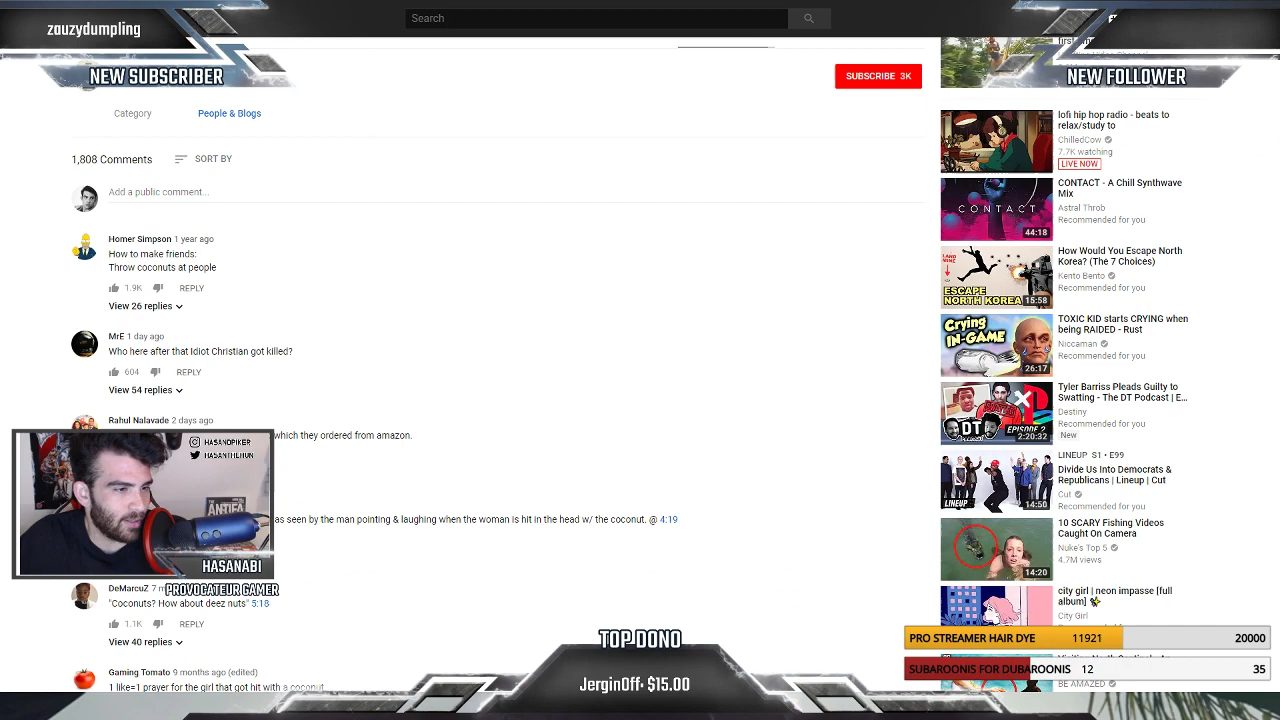 zauzydumpling
Search
NEW SUBSCRIBER
SUBSCRIBE 3K
NEW FOLLOWER
Category
People & Blogs
1,808 Comments
SORT BY
Add a public comment...
Homer Simpson 1 year ago
How to make friends:
Throw coconuts at people
1.9K
REPLY
View 26 replies
MrE 1 day ago
Who here after that Idiot Christian got killed?
604
REPLY
View 54 replies
Rahul Nalavade 2 days ago
which they ordered from amazon.
as seen by the man pointing & laughing when the woman is hit in the head w/ the coconut. @ 4:19
HASANDPIKER
HASANTHEHUN
THE
ANTIFA
HASANABI
PROVOCATEUR GAMER
DeMarcuZ 7
"Coconuts? How about deez nuts" 5:18
1.1K
REPLY
View 40 replies
Gaming Tomato 9 months ago (edited)
1 like=1 prayer for the girl that got hit with a coconut
TOP DONO
JerginOff: $15.00
lofi hip hop radio - beats to
relax/study to
ChilledCow
7.7K watching
LIVE NOW
CONTACT
44:18
CONTACT - A Chill Synthwave
Mix
Astral Throb
Recommended for you
LAND
MINE
ESCAPE
NORTH KOREA
15:58
How Would You Escape North
Korea? (The 7 Choices)
Kento Bento
Recommended for you
Crying
IN-GAME
26:17
TOXIC KID starts CRYING when
being RAIDED - Rust
Niccaman
Recommended for you
DT
EPISODE 2
2:20:32
Tyler Barriss Pleads Guilty to
Swatting - The DT Podcast | E...
Destiny
Recommended for you
New
LINEUP
14:50
LINEUP S1 • E99
Divide Us Into Democrats &
Republicans | Lineup | Cut
Cut
Recommended for you
14:20
10 SCARY Fishing Videos
Caught On Camera
Nuke's Top 5
4.7M views
city girl | neon impasse [full
album]
City Girl
PRO STREAMER HAIR DYE 11921 20000
SUBAROONIS FOR DUBAROONIS 12 35
BE AMAZED